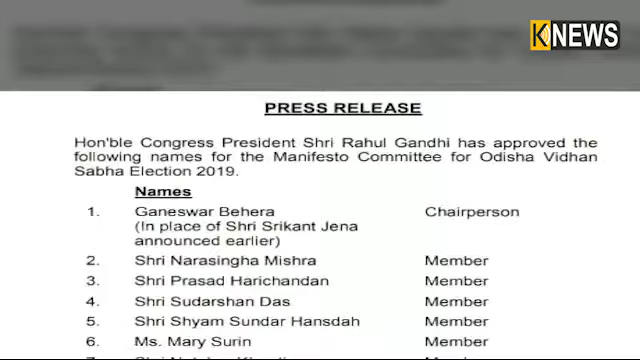 KNEWS
PRESS RELEASE
Hon'ble Congress President Shri Rahul Gandhi has approved the
following names for the Manifesto Committee for Odisha Vidhan
Sabha Election 2019.
Names
1. Ganeswar Behera Chairperson
(In place of Shri Srikant Jena
announced earlier)
2. Shri Narasingha Mishra Member
3. Shri Prasad Harichandan Member
4. Shri Sudarshan Das Member
5. Shri Shyam Sundar Hansdah Member
6. Ms. Mary Surin Member